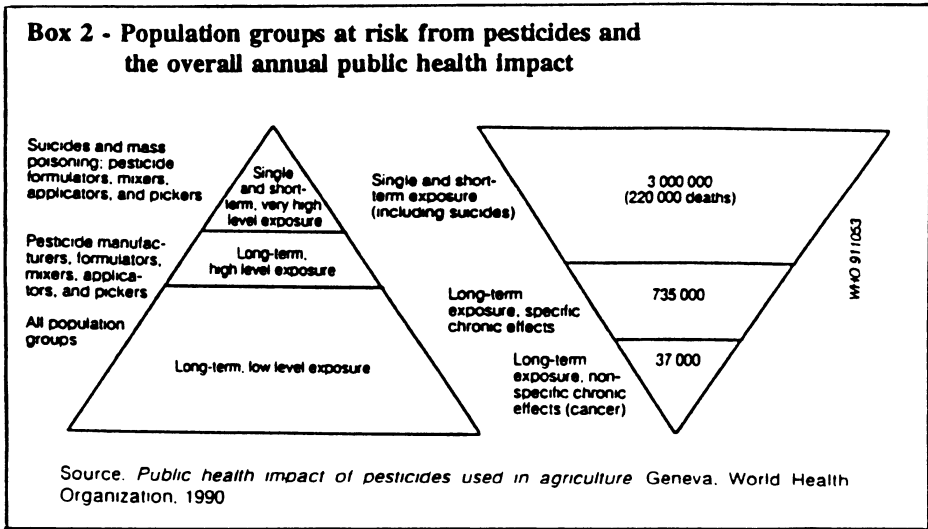 Box 2 - Population groups at risk from pesticides and
the overall annual public health impact
Suicides and mass
poisoning; pesticide
formulators, mixers,
applicators, and pickers
Pesticide manufac-
turers, formulators,
mixers, applica-
tors, and pickers
All population
groups
Single
and short-
term, very high
level exposure
Long-term,
high level exposure
Long-term, low level exposure
Single and short-
term exposure
(including suicides)
Long-term
exposure, specific
chronic effects
Long-term
exposure, non-
specific chronic
effects (cancer)
3 000 000
(220 000 deaths)
735 000
37 000
WHO 911053
Source. Public health impact of pesticides used in agriculture Geneva. World Health
Organization, 1990